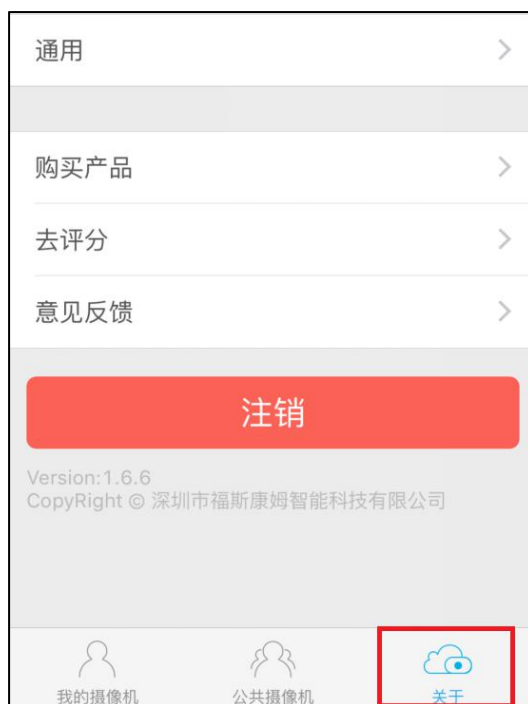 通用
购买产品
去评分
意见反馈
注销
Version:1.6.6
CopyRight © 深圳市福斯康姆智能科技有限公司
我的摄像机 公共摄像机 关于